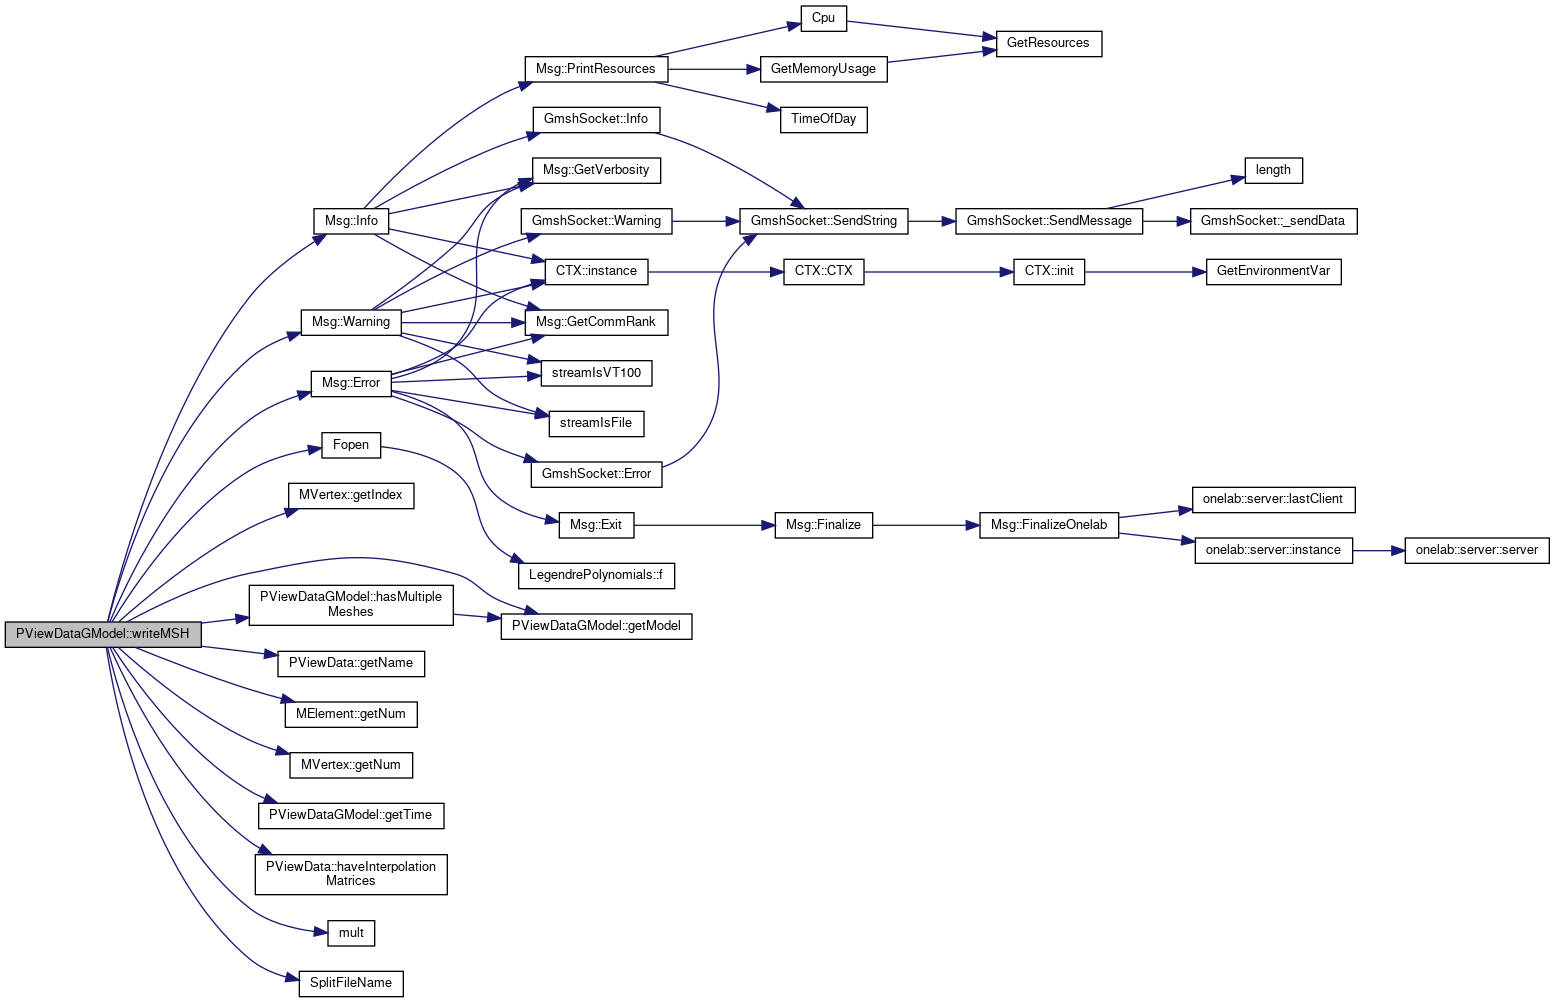 Cpu
GetResources
Msg::PrintResources
GetMemoryUsage
TimeOfDay
GmshSocket::Info
Msg::GetVerbosity
length
Msg::Info
GmshSocket::Warning
GmshSocket::SendString
GmshSocket::SendMessage
GmshSocket::_sendData
CTX::instance
CTX::CTX
CTX::init
GetEnvironmentVar
Msg::Warning
Msg::GetCommRank
streamIsVT100
Msg::Error
streamIsFile
Fopen
GmshSocket::Error
MVertex::getIndex
onelab::server::lastClient
Msg::Exit
Msg::Finalize
Msg::FinalizeOnelab
onelab::server::instance
onelab::server::server
LegendrePolynomials::f
PViewDataGModel::hasMultiple
Meshes
PViewDataGModel::getModel
PViewDataGModel::writeMSH
PViewData::getName
MElement::getNum
MVertex::getNum
PViewDataGModel::getTime
PViewData::haveInterpolation
Matrices
mult
SplitFileName